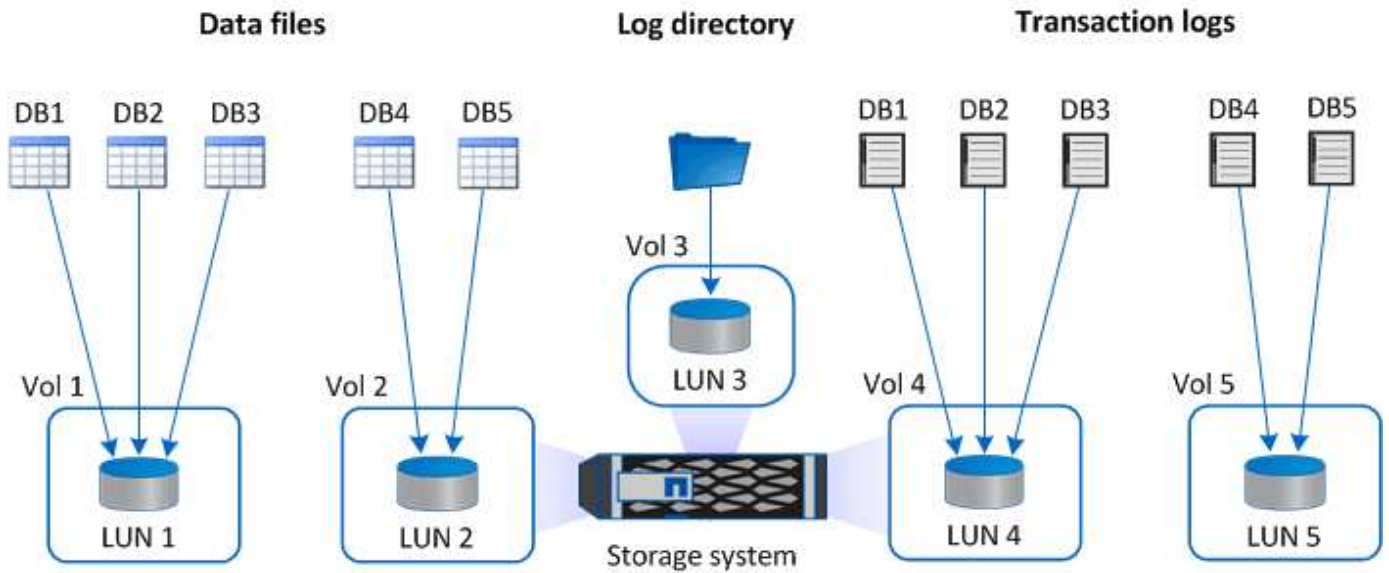 Data files
Log directory
Transaction logs
DB1 DB2 DB3 DB4 DB5
DB1 DB2 DB3 DB4 DB5
Vol 3
LUN 3
Vol 1
Vol 2
Vol 4
Vol 5
LUN 1
LUN 2
LUN 4
LUN 5
Storage system